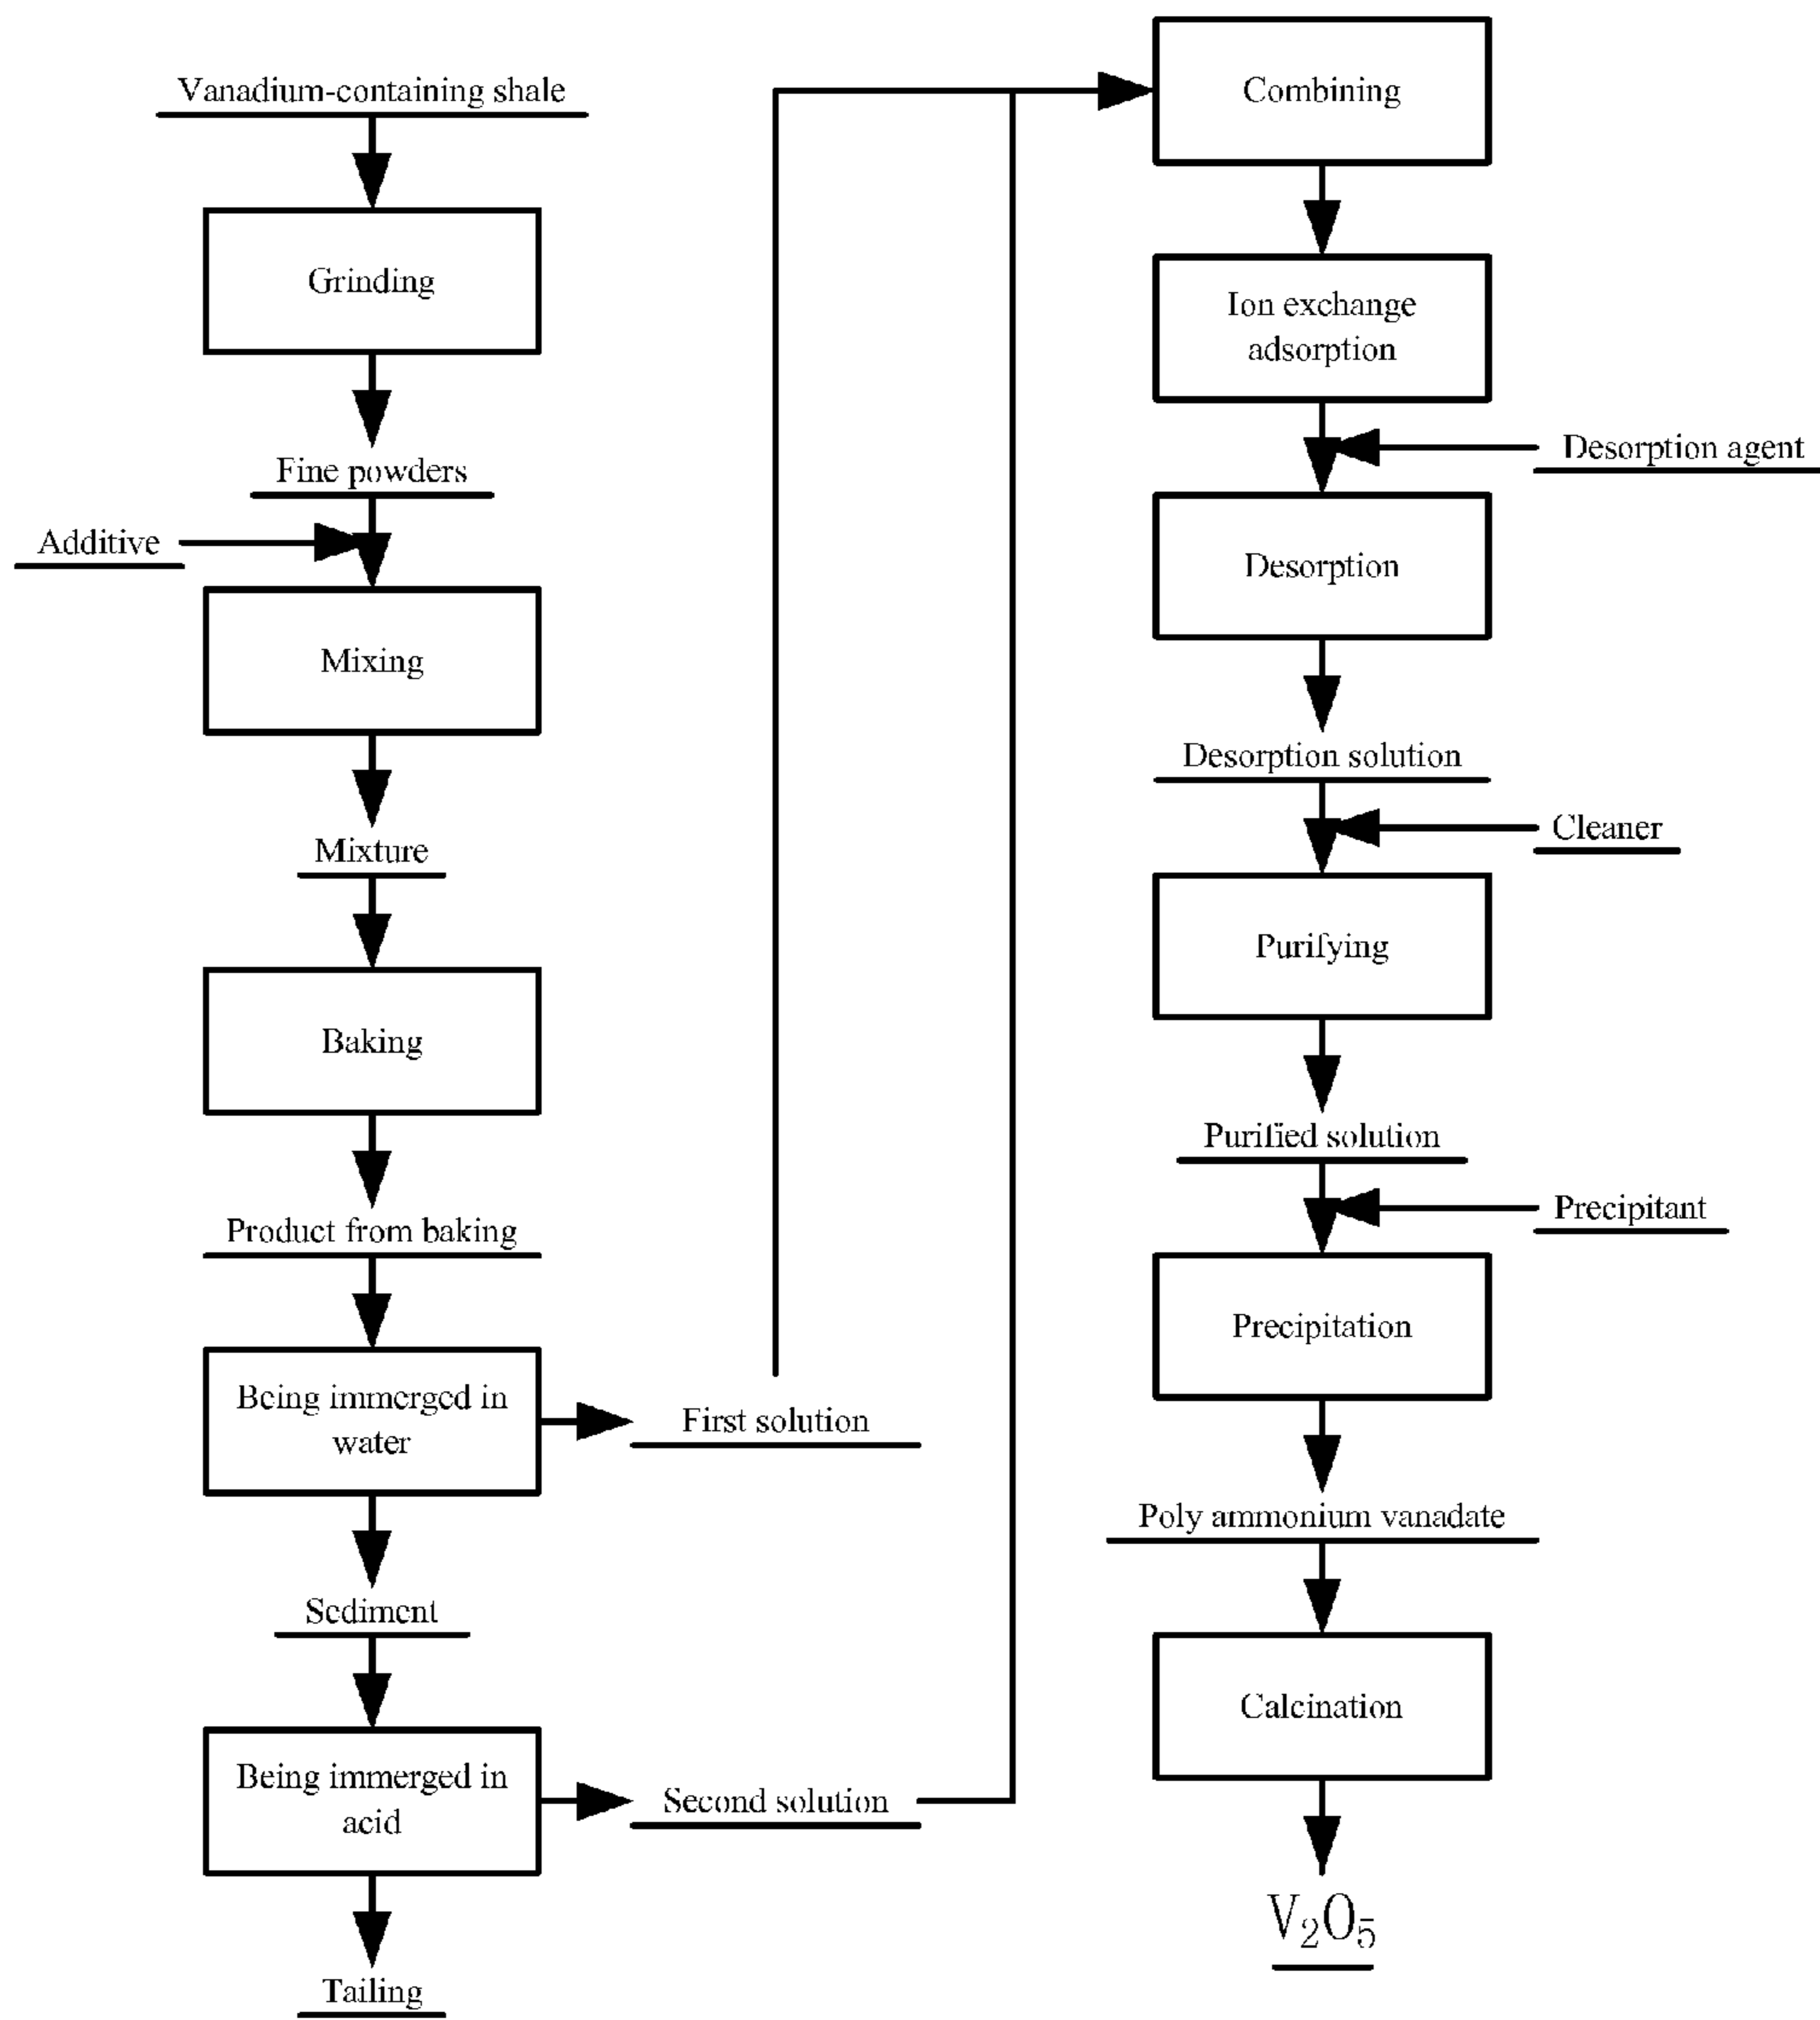 Vanadium-containing shale
Grinding
Fine powders
Additive
Mixing
Mixture
Baking
Product from baking
Being immerged in
water
First solution
Sediment
Being immerged in
acid
Second solution
Tailing
Combining
Ion exchange
adsorption
Desorption agent
Desorption
Desorption solution
Cleaner
Purifying
Purified solution
Precipitant
Precipitation
Poly ammonium vanadate
Calcination
V₂O₅